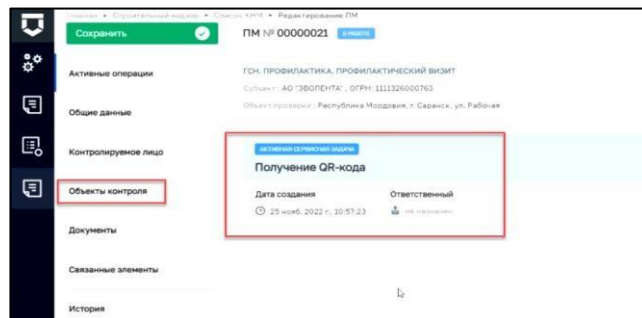 Главная • Строительный надзор • Список КНМ • Редактирование ПМ
Сохранить
ПМ № 00000021 В РАБОТЕ
Активные операции
ГСН. ПРОФИЛАКТИКА. ПРОФИЛАКТИЧЕСКИЙ ВИЗИТ
Субъект: АО "ЭВОЛЕНТА", ОГРН: 1111326000763
Объект проверки: Республика Мордовия, г. Саранск, ул. Рабочая
Общие данные
Контролируемое лицо
АКТИВНАЯ СЕРВИСНАЯ ЗАДАЧА
Получение QR-кода
Объекты контроля
Дата создания Ответственный
25 нояб. 2022 г., 10:57:23 не назначен
Документы
Связанные элементы
История